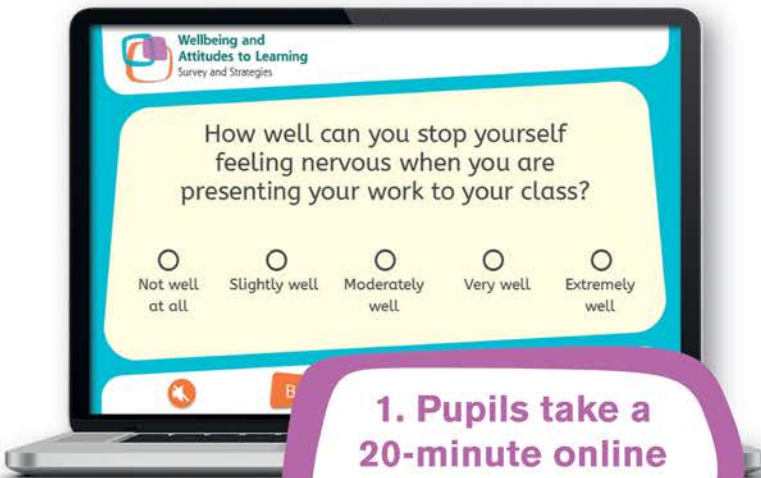 Wellbeing and
Attitudes to Learning
Survey and Strategies
How well can you stop yourself
feeling nervous when you are
presenting your work to your class?
Not well
at all
Slightly well
Moderately
well
Very well
Extremely
well
B
1. Pupils take a
20-minute online